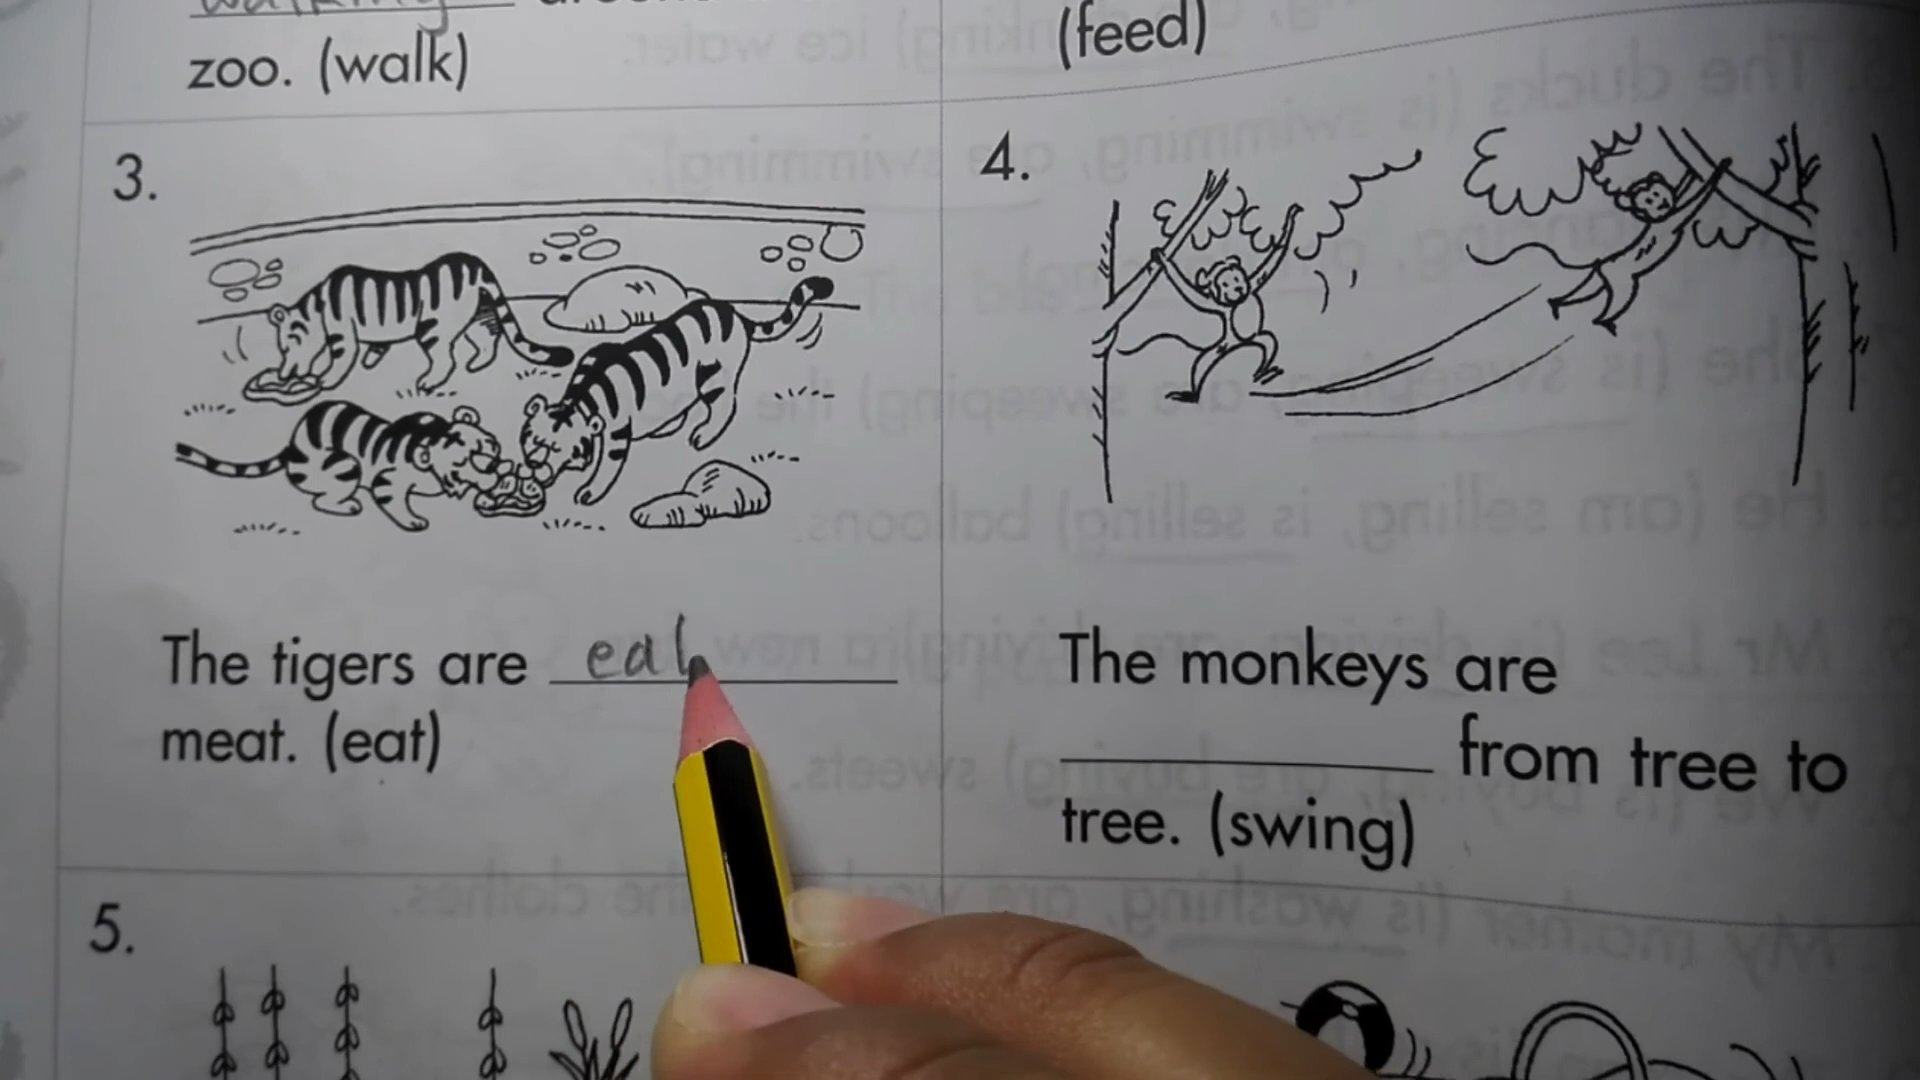 walking
zoo. (walk)
(feed)
3.
The tigers are eat
meat. (eat)
4.
The monkeys are
from tree to
tree. (swing)
5.